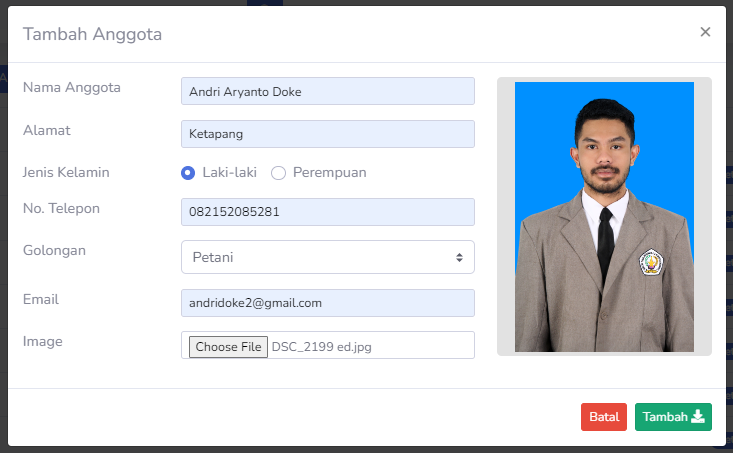 Tambah Anggota ×
Nama Anggota Andri Aryanto Doke
Alamat Ketapang
Jenis Kelamin Laki-laki Perempuan
No. Telepon 082152085281
Golongan Petani
Email andridoke2@gmail.com
Image Choose File DSC_2199 ed.jpg
Batal Tambah